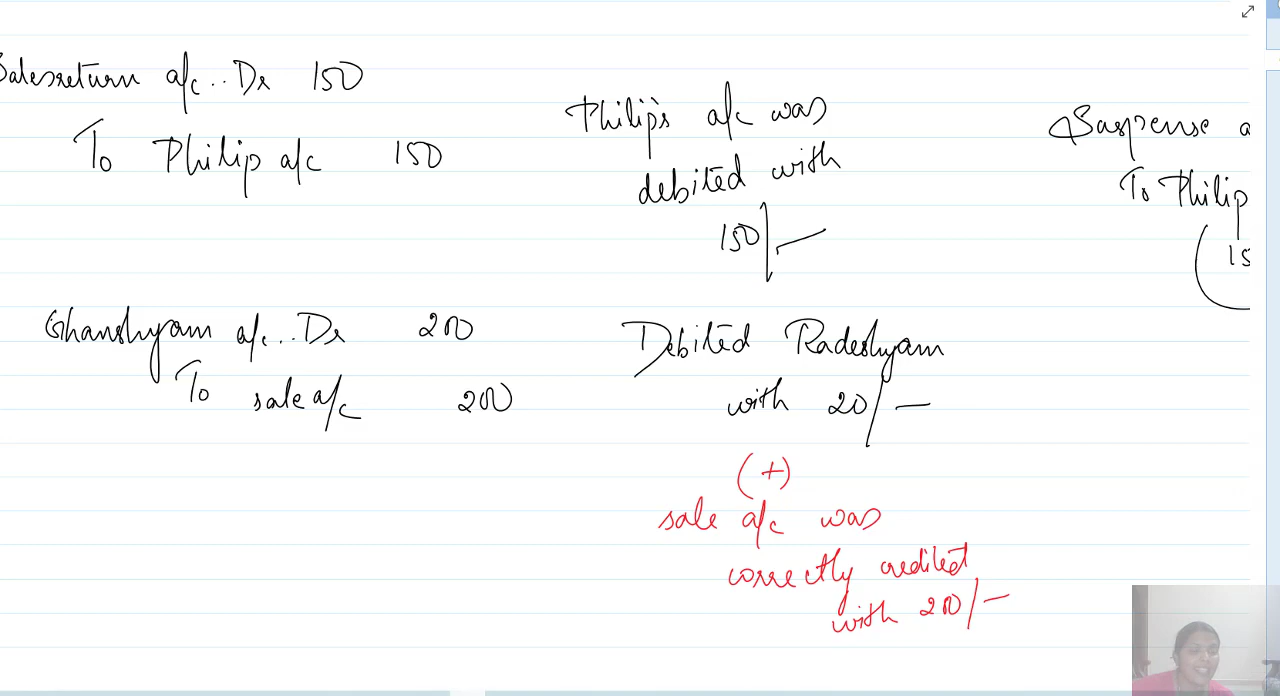 Salesreturn a/c.. Dr 150
To Philip a/c 150
Philip's a/c was
debited with
150/-
Suspense a
To Philip
(15
Ghanshyam a/c.. Dr 200
To sale a/c 200
Debited Radeshyam
with 20/-
(+)
sale a/c was
correctly credited
with 200/-